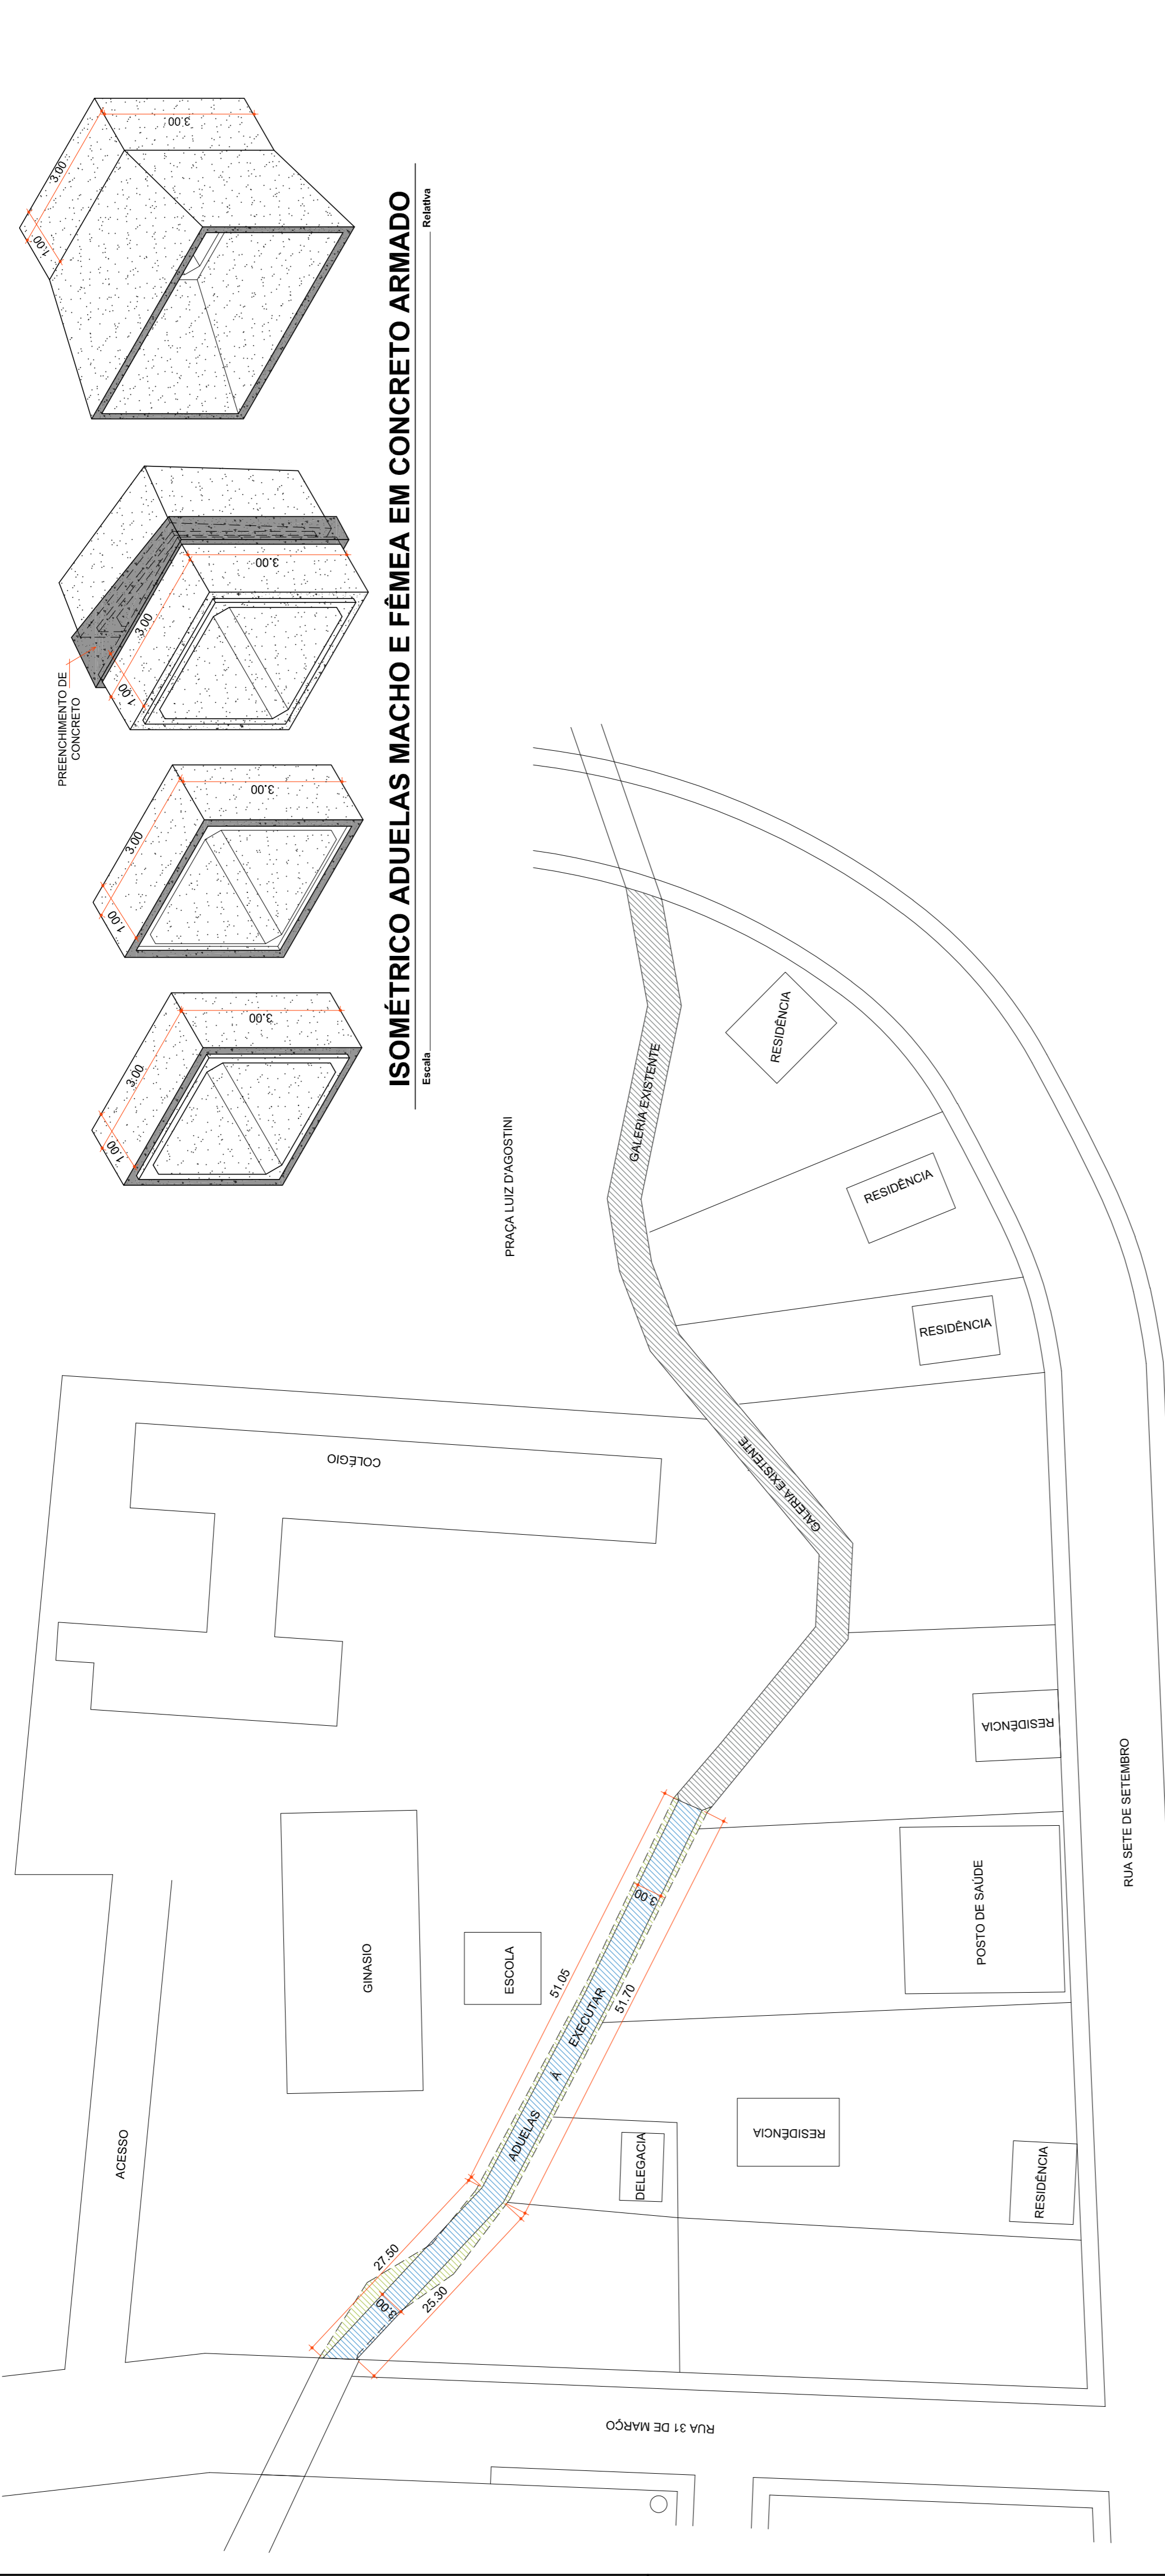 3.00
3.00
1.00
PREENCHIMENTO DE
CONCRETO
3.00
3.00
1.00
3.00
3.00
1.00
3.00
3.00
1.00
ISOMÉTRICO ADUELAS MACHO E FÊMEA EM CONCRETO ARMADO
Escala
Relativa
PRAÇA LUIZ D'AGOSTINI
GALERIA EXISTENTE
RESIDÊNCIA
RESIDÊNCIA
RESIDÊNCIA
COLÉGIO
GALERIA EXISTENTE
RESIDÊNCIA
RUA SETE DE SETEMBRO
GINASIO
ESCOLA
51.05
3.00
51.70
ADUELAS À EXECUTAR
POSTO DE SAÚDE
ACESSO
DELEGACIA
RESIDÊNCIA
RESIDÊNCIA
27.50
3.00
25.30
RUA 31 DE MARÇO